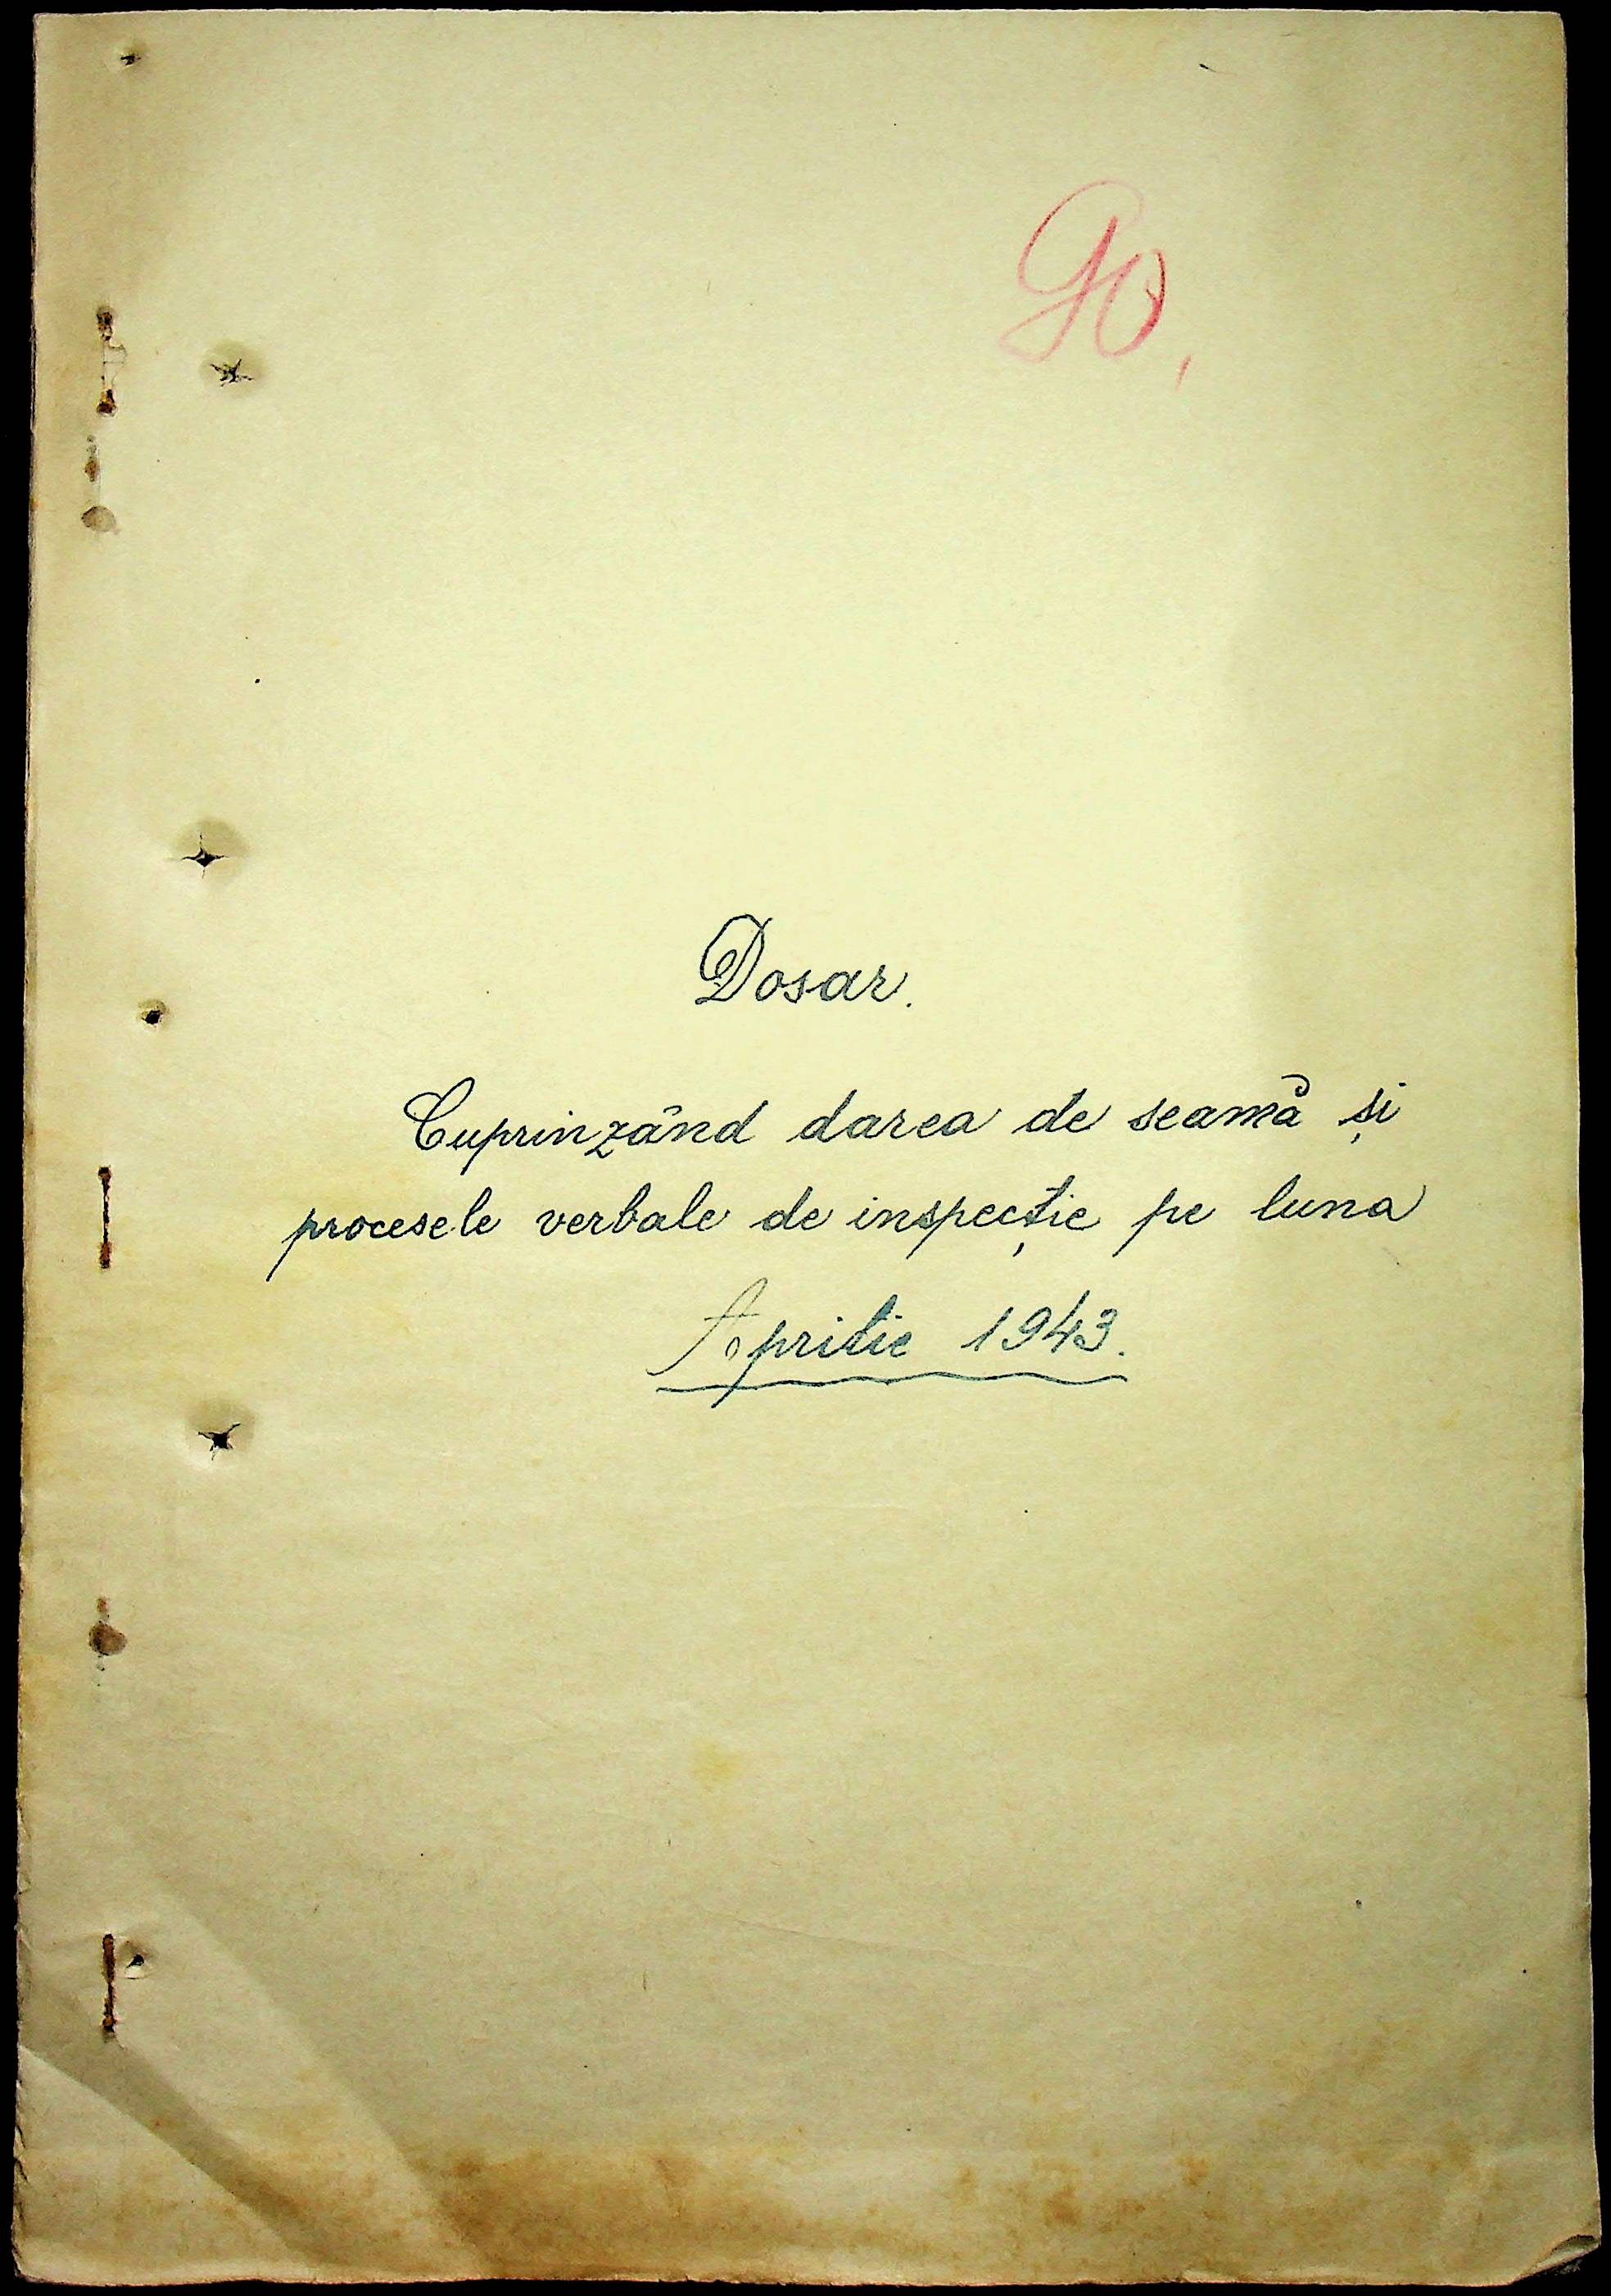 90.
Dosar.
Cuprinzând darea de seamă și
procesele verbale de inspecție pe luna
Aprilie 1943.